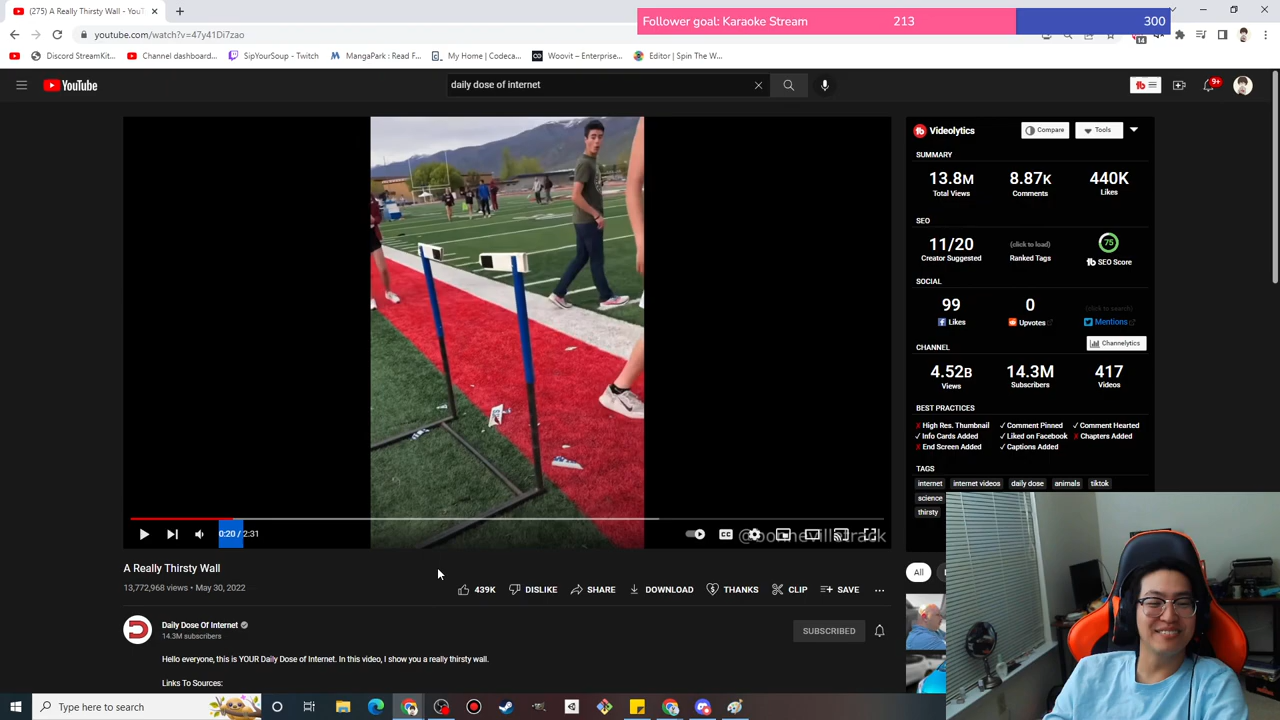 (275) A Really Thirsty Wall - YouT
Follower goal: Karaoke Stream 213 300
youtube.com/watch?v=47y41Di7zao
14
Discord StreamKit... Channel dashboard... SipYourSoup - Twitch MangaPark : Read F... My Home | Codeca... Woovit – Enterprise... Editor | Spin The W...
YouTube
daily dose of internet
9+
Videolytics Compare Tools
SUMMARY
13.8M 8.87K 440K
Total Views Comments Likes
SEO
11/20 (click to load) 75
Creator Suggested Ranked Tags SEO Score
SOCIAL
99 0 (click to search)
Likes Upvotes Mentions
CHANNEL Channelytics
4.52B 14.3M 417
Views Subscribers Videos
BEST PRACTICES
✗ High Res. Thumbnail ✓ Comment Pinned ✓ Comment Hearted
✓ Info Cards Added ✓ Liked on Facebook ✗ Chapters Added
✗ End Screen Added ✓ Captions Added
TAGS
internet internet videos daily dose animals tiktok
science
thirsty
0:20 / 2:31
CC
A Really Thirsty Wall
13,772,968 views • May 30, 2022
439K DISLIKE SHARE DOWNLOAD THANKS CLIP SAVE
All
Daily Dose Of Internet
14.3M subscribers
SUBSCRIBED
Hello everyone, this is YOUR Daily Dose of Internet. In this video, I show you a really thirsty wall.
Links To Sources:
Type here to search